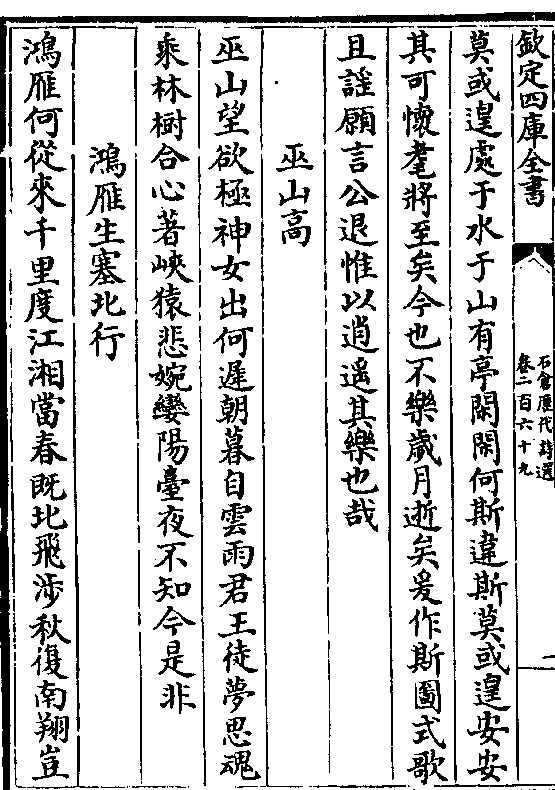 欽定四庫全書
石倉歷代詩選
卷二百六十九
莫或遑處于水于山有亭閑閑何斯違斯莫或遑安安
其可懷耄將至矣今也不樂歲月逝矣爰作斯圖式歌
且謡願言公退惟以逍遥其樂也哉
巫山高
巫山望欲極神女出何遲朝暮自雲雨君王徒夢思魂
乘林樹合心著峽猿悲婉孌陽臺夜不知今是非
鴻雁生塞北行
鴻雁何從來千里度江湘當春既北飛渉秋復南翔豈